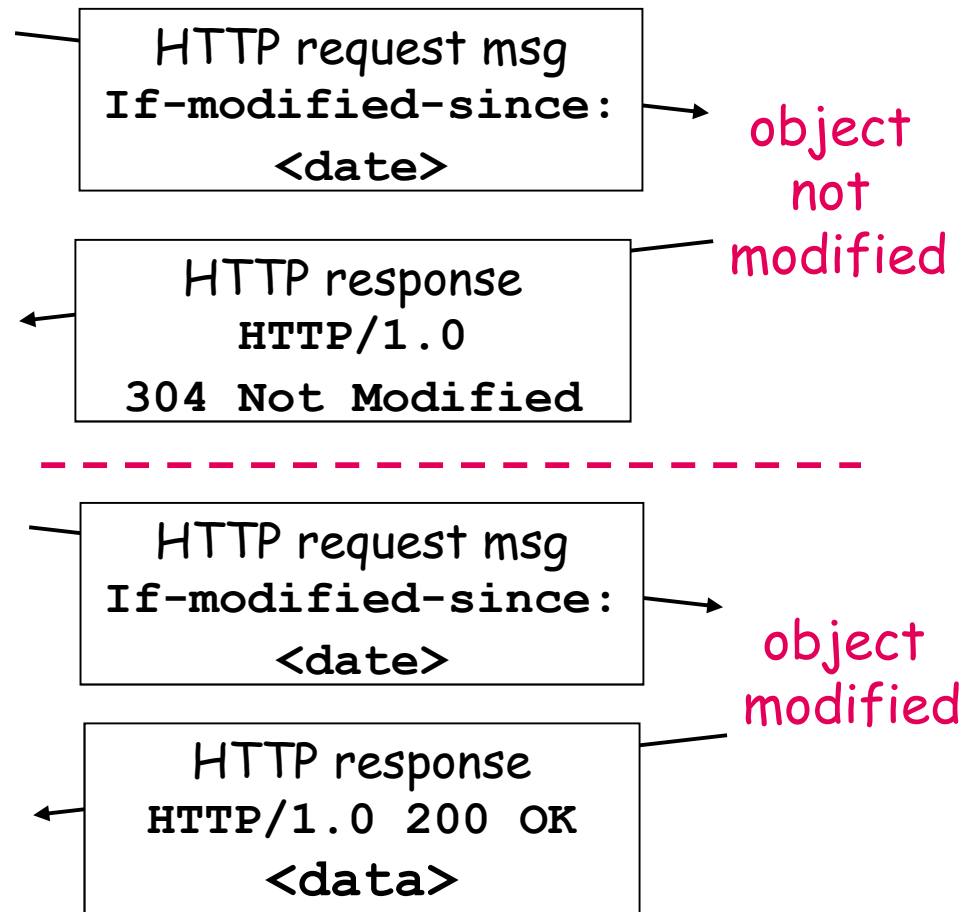 HTTP request msg
If-modified-since:
<date>
object
not
modified
HTTP response
HTTP/1.0
304 Not Modified
HTTP request msg
If-modified-since:
<date>
object
modified
HTTP response
HTTP/1.0 200 OK
<data>